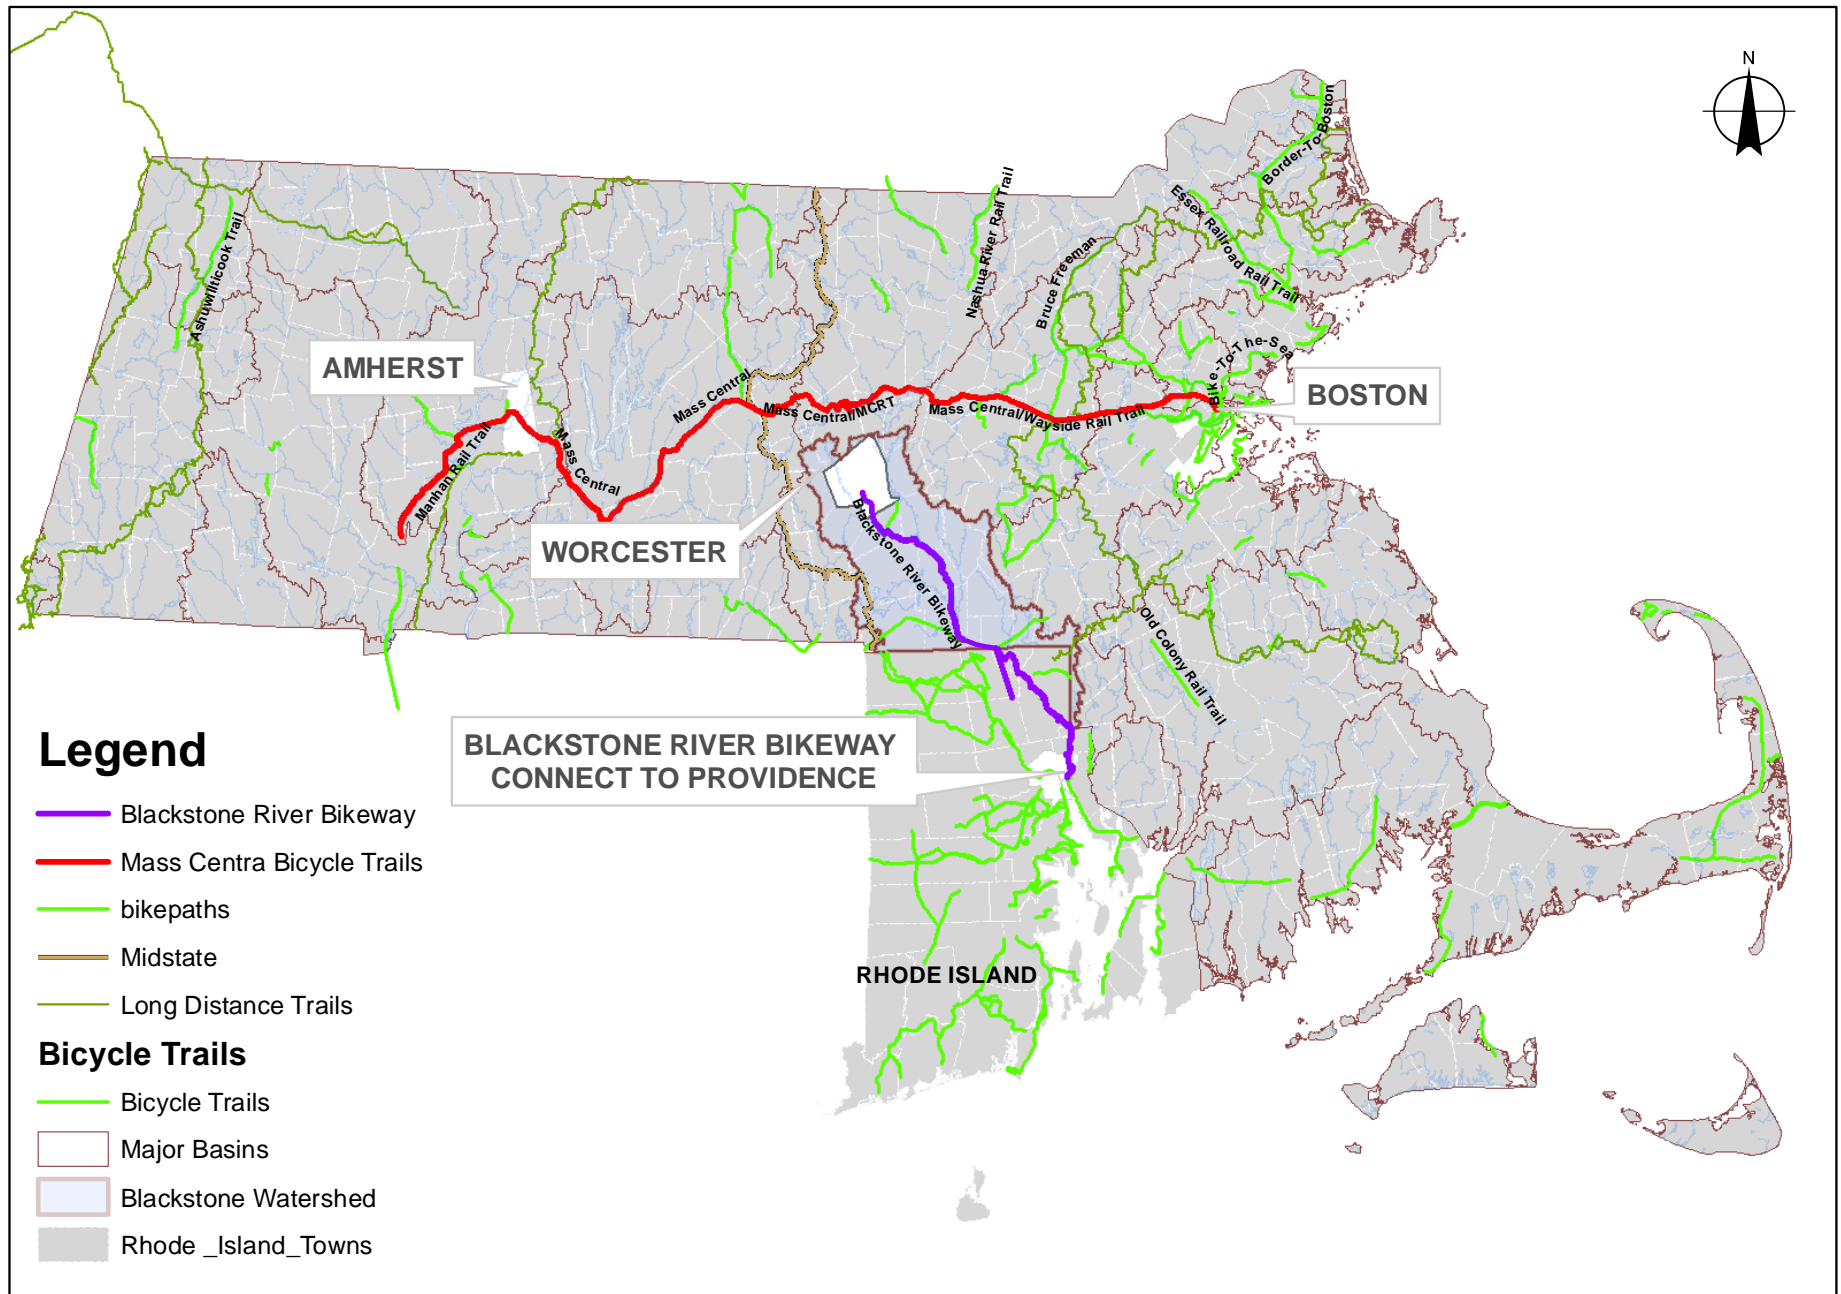 N
Border-To-Boston
Essex Railroad Rail Trail
Nashua River Rail Trail
Bruce Freeman
Ashuwillticook Trail
AMHERST
Bike-To-The-Sea
BOSTON
Mass Central
Mass Central/MCRT
Mass Central/Wayside Rail Trail
Manhan Rail Trail
Mass Central
WORCESTER
Blackstone River Bikeway
Old Colony Rail Trail
BLACKSTONE RIVER BIKEWAY
CONNECT TO PROVIDENCE
RHODE ISLAND
Legend
Blackstone River Bikeway
Mass Centra Bicycle Trails
bikepaths
Midstate
Long Distance Trails
Bicycle Trails
Bicycle Trails
Major Basins
Blackstone Watershed
Rhode _Island_Towns